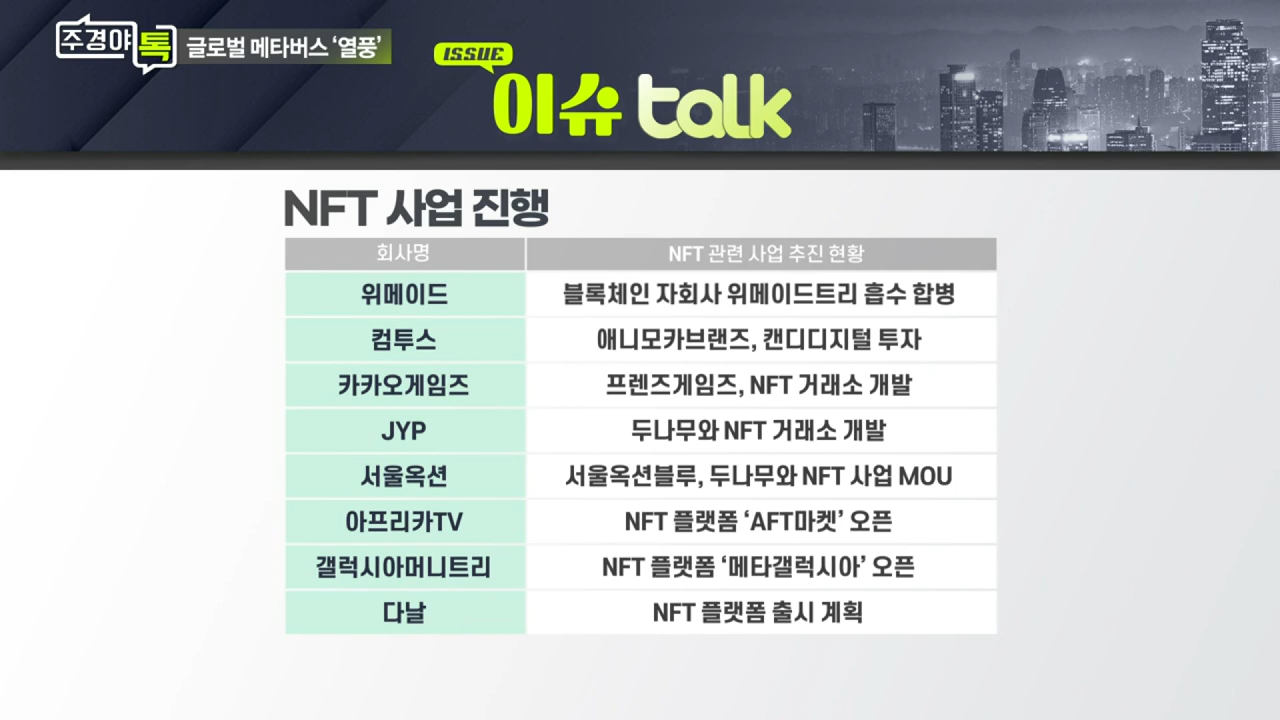 주경야톡 글로벌 메타버스 ‘열풍’
ISSUE
이슈 talk
NFT 사업 진행
회사명 NFT 관련 사업 추진 현황
위메이드 블록체인 자회사 위메이드트리 흡수 합병
컴투스 애니모카브랜즈, 캔디디지털 투자
카카오게임즈 프렌즈게임즈, NFT 거래소 개발
JYP 두나무와 NFT 거래소 개발
서울옥션 서울옥션블루, 두나무와 NFT 사업 MOU
아프리카TV NFT 플랫폼 ‘AFT마켓’ 오픈
갤럭시아머니트리 NFT 플랫폼 ‘메타갤럭시아’ 오픈
다날 NFT 플랫폼 출시 계획